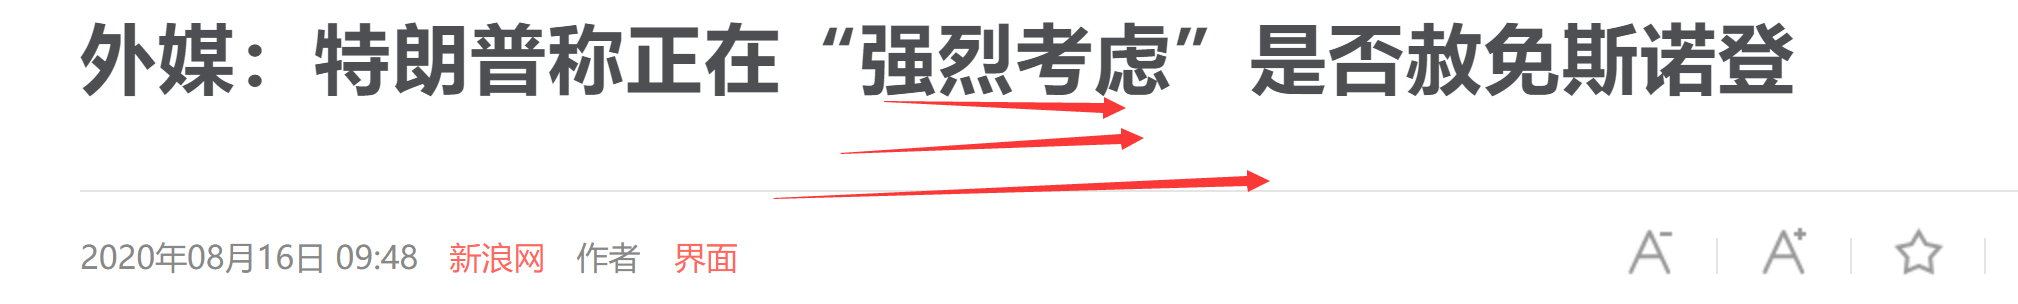 外媒：特朗普称正在“强烈考虑”是否赦免斯诺登
2020年08月16日 09:48 新浪网 作者 界面 A- A+